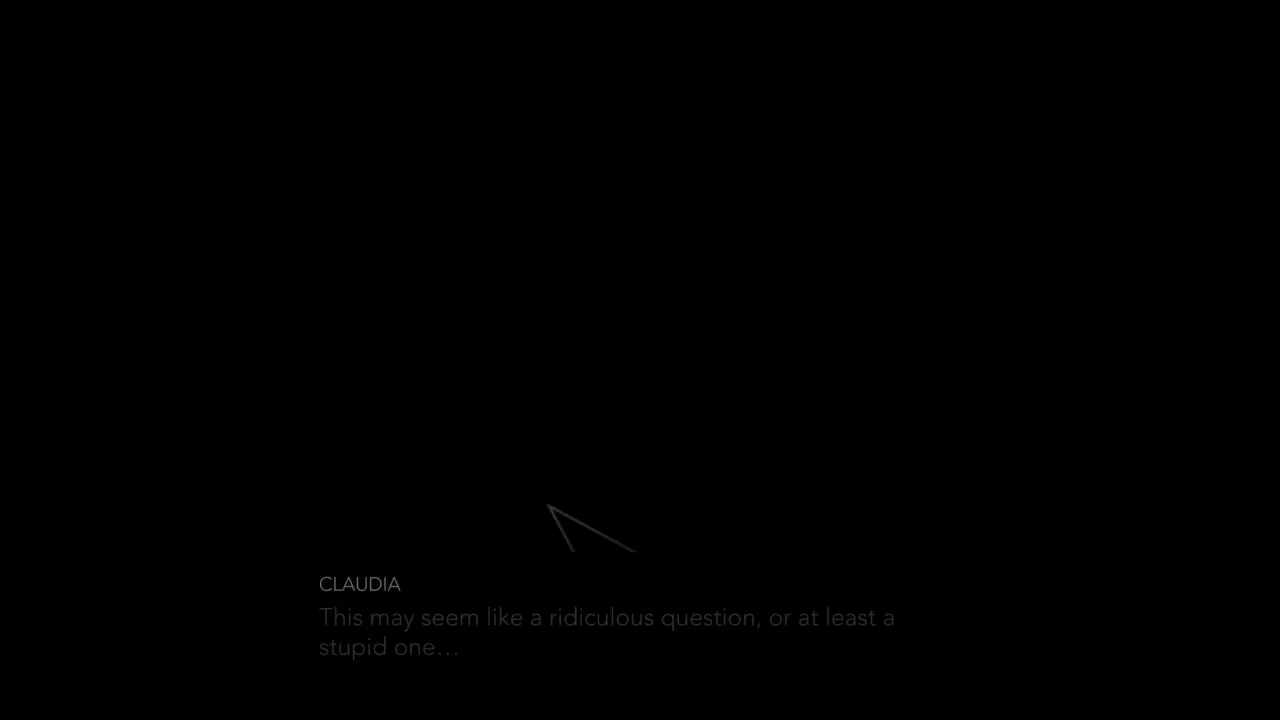 CLAUDIA
This may seem like a ridiculous question, or at least a
stupid one…